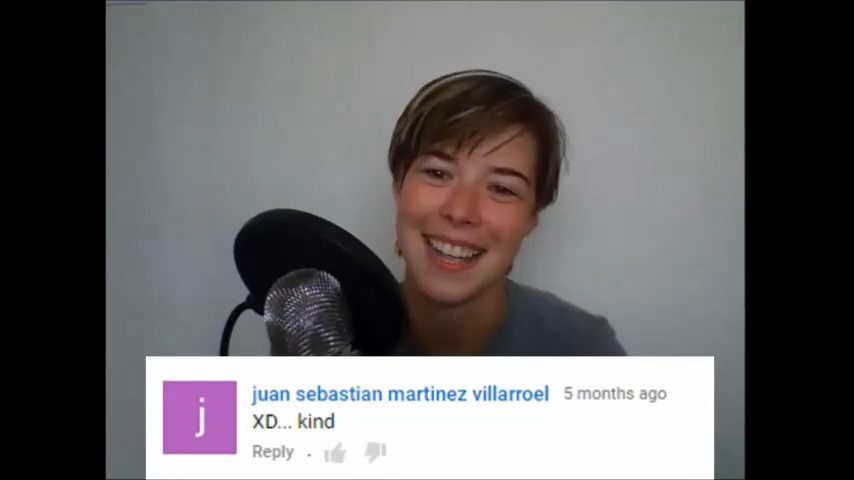 j
juan sebastian martinez villarroel 5 months ago
XD... kind
Reply .